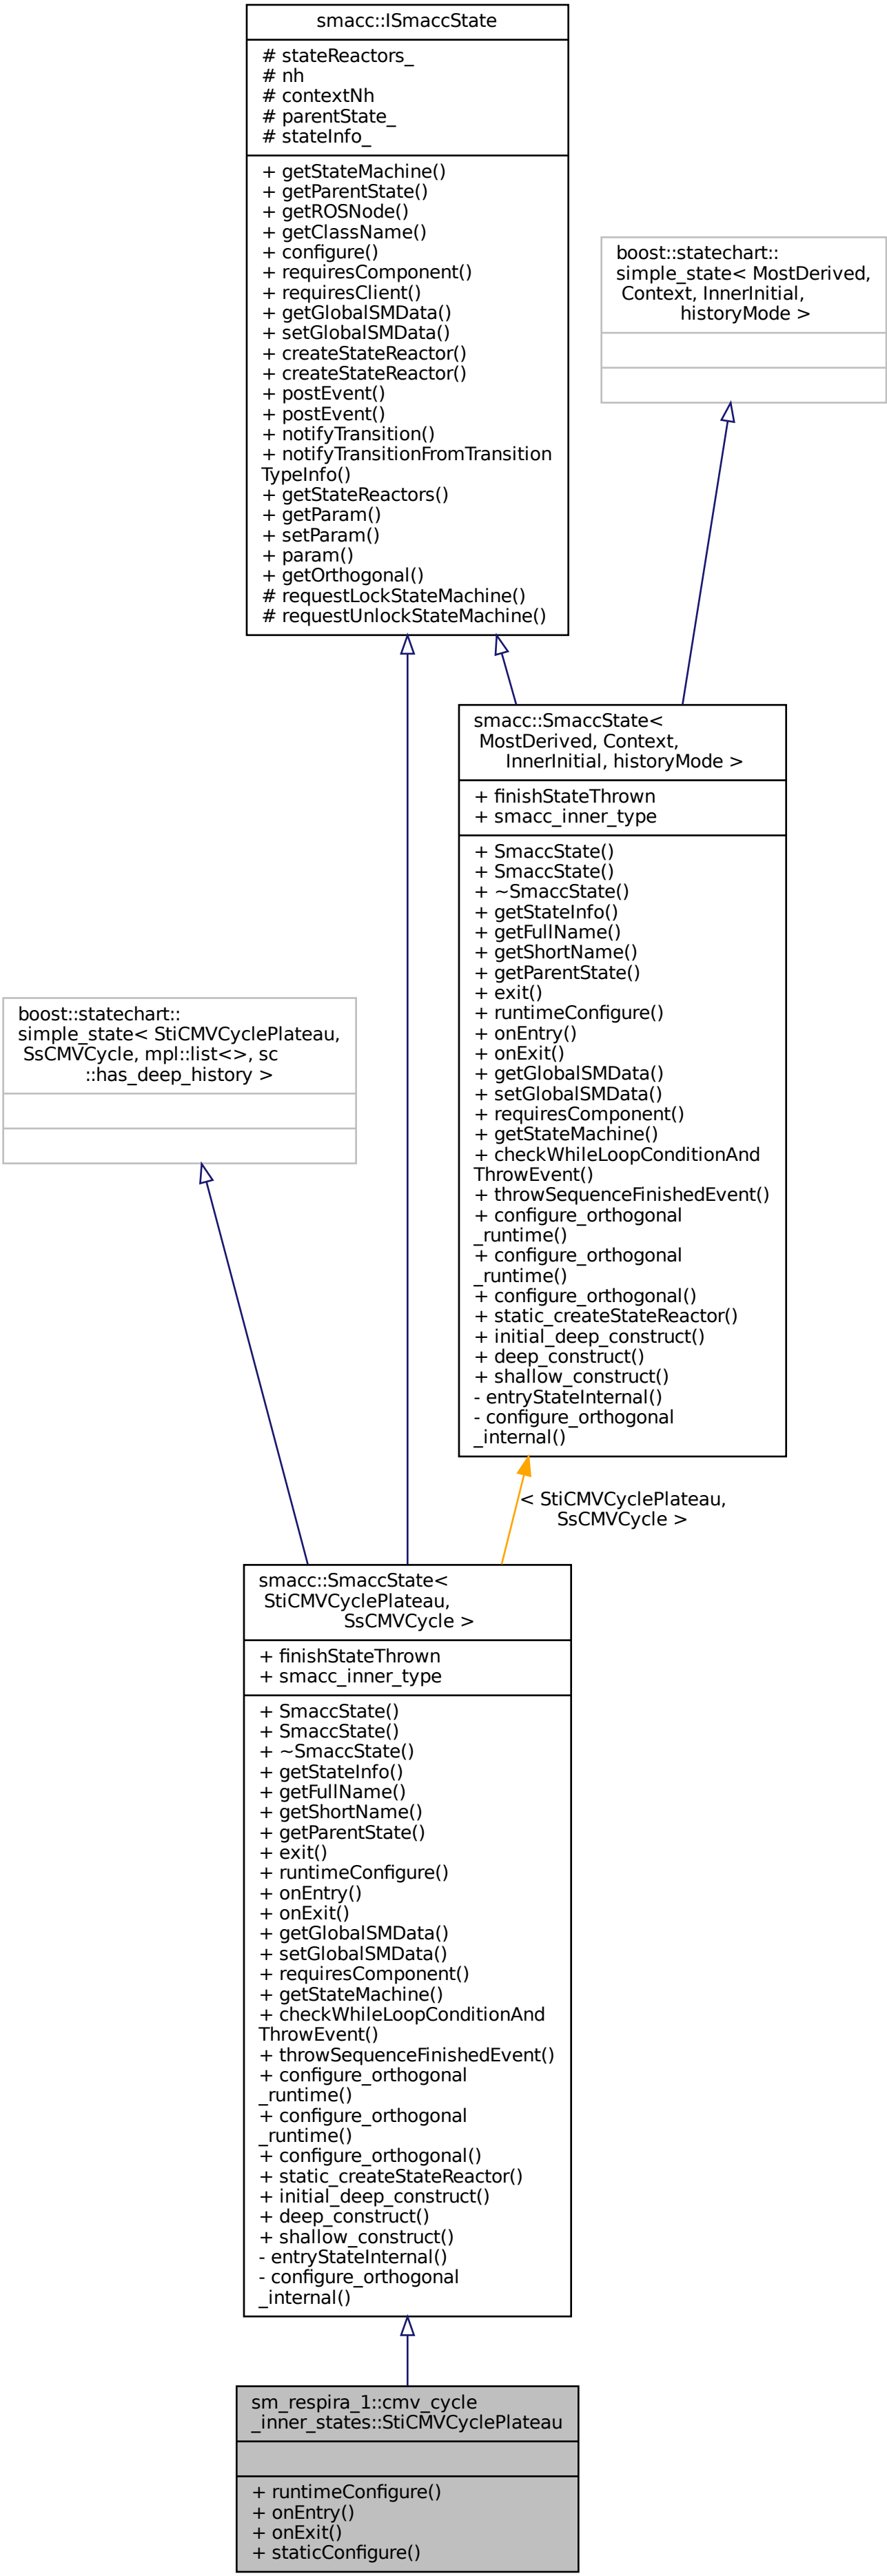 smacc::ISmaccState
# stateReactors_
# nh
# contextNh
# parentState_
# stateInfo_
+ getStateMachine()
+ getParentState()
+ getROSNode()
+ getClassName()
+ configure()
+ requiresComponent()
+ requiresClient()
+ getGlobalSMData()
+ setGlobalSMData()
+ createStateReactor()
+ createStateReactor()
+ postEvent()
+ postEvent()
+ notifyTransition()
+ notifyTransitionFromTransition
TypeInfo()
+ getStateReactors()
+ getParam()
+ setParam()
+ param()
+ getOrthogonal()
# requestLockStateMachine()
# requestUnlockStateMachine()
boost::statechart::
simple_state< MostDerived,
Context, InnerInitial,
historyMode >
smacc::SmaccState<
MostDerived, Context,
InnerInitial, historyMode >
+ finishStateThrown
+ smacc_inner_type
+ SmaccState()
+ SmaccState()
+ ~SmaccState()
+ getStateInfo()
+ getFullName()
+ getShortName()
+ getParentState()
+ exit()
+ runtimeConfigure()
+ onEntry()
+ onExit()
+ getGlobalSMData()
+ setGlobalSMData()
+ requiresComponent()
+ getStateMachine()
+ checkWhileLoopConditionAnd
ThrowEvent()
+ throwSequenceFinishedEvent()
+ configure_orthogonal
_runtime()
+ configure_orthogonal
_runtime()
+ configure_orthogonal()
+ static_createStateReactor()
+ initial_deep_construct()
+ deep_construct()
+ shallow_construct()
- entryStateInternal()
- configure_orthogonal
_internal()
boost::statechart::
simple_state< StiCMVCyclePlateau,
SsCMVCycle, mpl::list<>, sc
::has_deep_history >
< StiCMVCyclePlateau,
SsCMVCycle >
smacc::SmaccState<
StiCMVCyclePlateau,
SsCMVCycle >
+ finishStateThrown
+ smacc_inner_type
+ SmaccState()
+ SmaccState()
+ ~SmaccState()
+ getStateInfo()
+ getFullName()
+ getShortName()
+ getParentState()
+ exit()
+ runtimeConfigure()
+ onEntry()
+ onExit()
+ getGlobalSMData()
+ setGlobalSMData()
+ requiresComponent()
+ getStateMachine()
+ checkWhileLoopConditionAnd
ThrowEvent()
+ throwSequenceFinishedEvent()
+ configure_orthogonal
_runtime()
+ configure_orthogonal
_runtime()
+ configure_orthogonal()
+ static_createStateReactor()
+ initial_deep_construct()
+ deep_construct()
+ shallow_construct()
- entryStateInternal()
- configure_orthogonal
_internal()
sm_respira_1::cmv_cycle
_inner_states::StiCMVCyclePlateau
+ runtimeConfigure()
+ onEntry()
+ onExit()
+ staticConfigure()